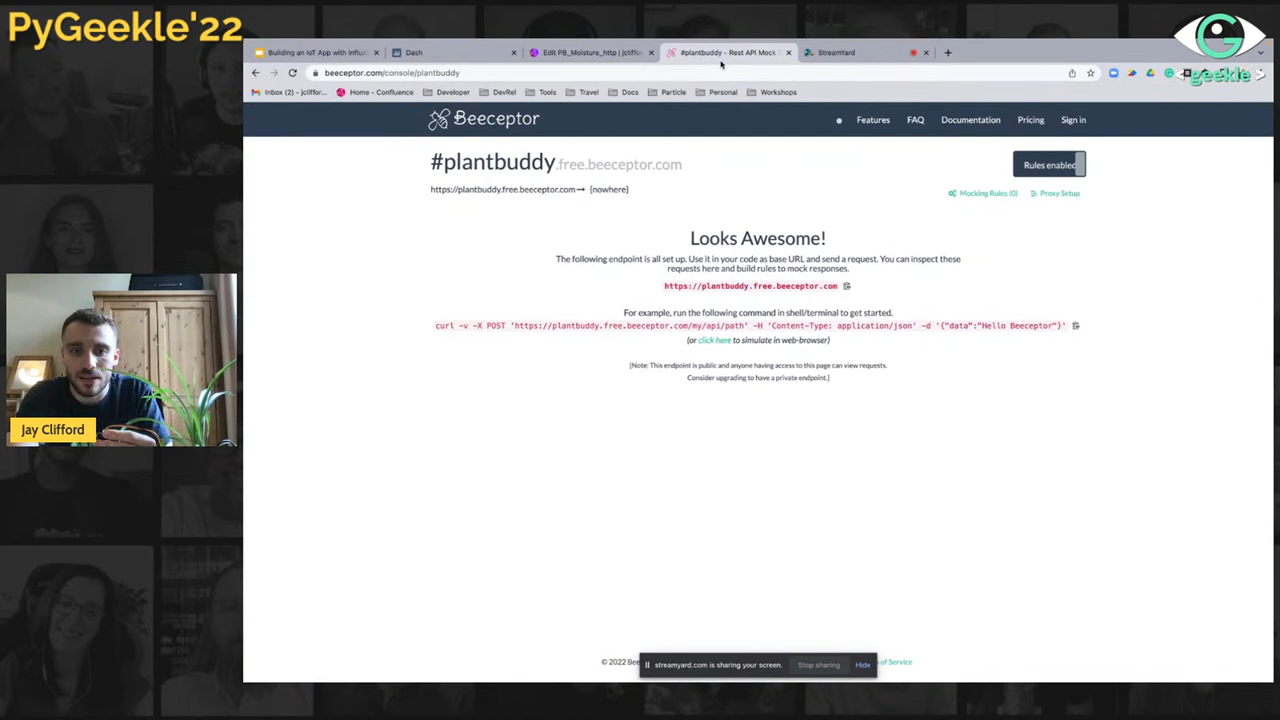 PyGeekle'22
geekle >
Building an IoT App with Influx
Dash
Edit PB_Moisture_http | jcliffor
#plantbuddy - Rest API Mock
StreamYard
beeceptor.com/console/plantbuddy
Inbox (2) - jcliffor...
Home - Confluence
Developer
DevRel
Tools
Travel
Docs
Particle
Personal
Workshops
Beeceptor
Features
FAQ
Documentation
Pricing
Sign in
#plantbuddy.free.beeceptor.com
Rules enabled
https://plantbuddy.free.beeceptor.com→ {nowhere}
Mocking Rules (0)
Proxy Setup
Looks Awesome!
The following endpoint is all set up. Use it in your code as base URL and send a request. You can inspect these
requests here and build rules to mock responses.
https://plantbuddy.free.beeceptor.com
For example, run the following command in shell/terminal to get started.
curl -v -X POST 'https://plantbuddy.free.beeceptor.com/my/api/path' -H 'Content-Type: application/json' -d '{"data":"Hello Beeceptor"}'
(or click here to simulate in web-browser)
[Note: This endpoint is public and anyone having access to this page can view requests.
Consider upgrading to have a private endpoint.]
Jay Clifford
© 2022 Bee
s of Service
streamyard.com is sharing your screen.
Stop sharing
Hide